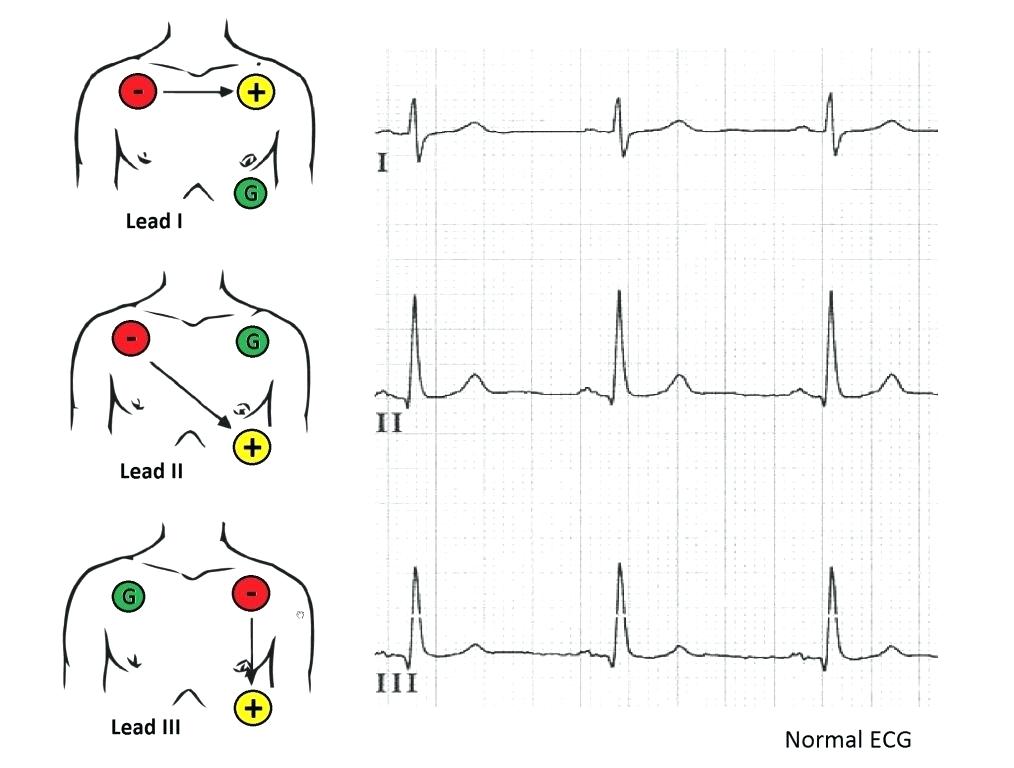 -
+
I
G
Lead I
-
G
II
+
Lead II
G
-
+
III
Lead III
Normal ECG